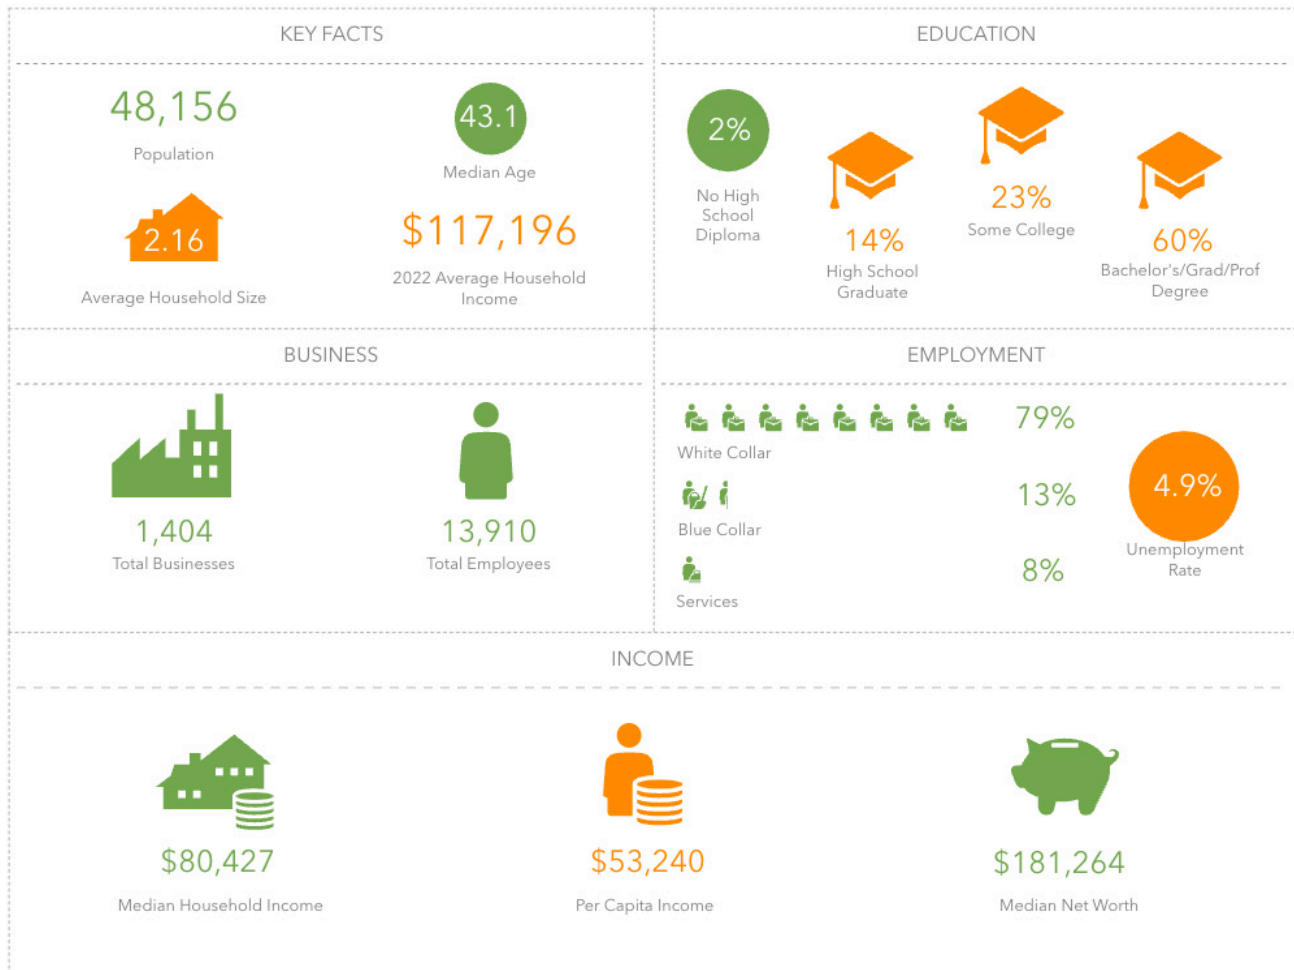 KEY FACTS
48,156
Population
43.1
Median Age
2.16
Average Household Size
$117,196
2022 Average Household
Income
EDUCATION
2%
No High
School
Diploma
14%
High School
Graduate
23%
Some College
60%
Bachelor's/Grad/Prof
Degree
BUSINESS
1,404
Total Businesses
13,910
Total Employees
EMPLOYMENT
79%
White Collar
13%
Blue Collar
8%
Services
4.9%
Unemployment
Rate
INCOME
$80,427
Median Household Income
$53,240
Per Capita Income
$181,264
Median Net Worth